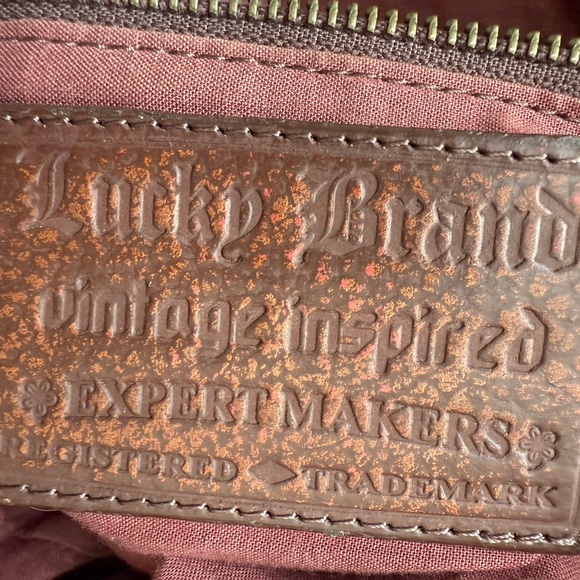 Lucky Brand
vintage inspired
EXPERT MAKERS
REGISTERED TRADEMARK